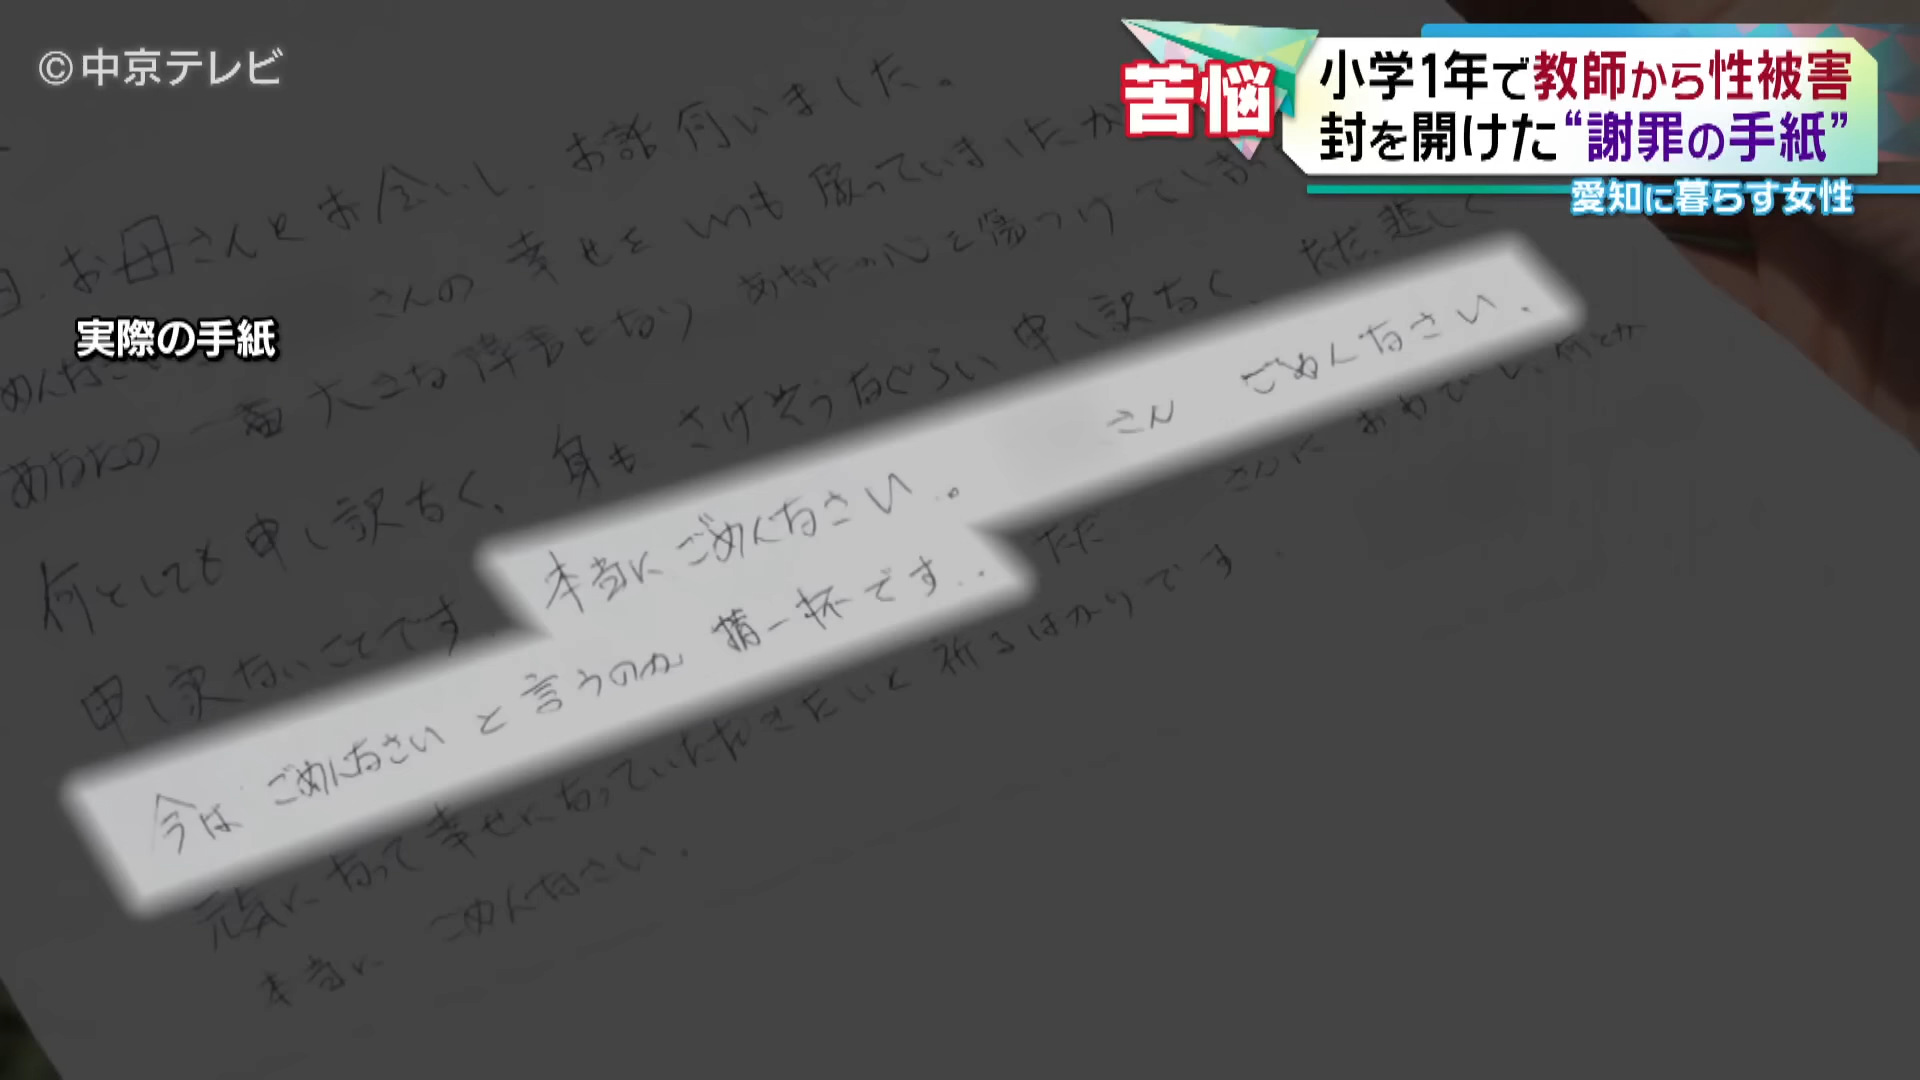 ©中京テレビ
苦悩
小学1年で教師から性被害
封を開けた“謝罪の手紙”
愛知に暮らす女性
実際の手紙
日、お母さんとお会いし、お話伺いました。
さんの幸せをいつも願っていましたが
めんなさい
あなたの一番大きな障害となり あなたの心を傷つけてしまい
何としても申し訳なく、身もさけそうなぐらい申し訳なく、ただ、悲しく
申し訳ないことです。本当にごめんなさい。 さん ごめんなさい。
今は ごめんなさいと言うのが精一杯です.. ただ さんに おわびし、何とか
元気になって幸せになっていただきたいと祈るばかりです.
本当に ごめんなさい.